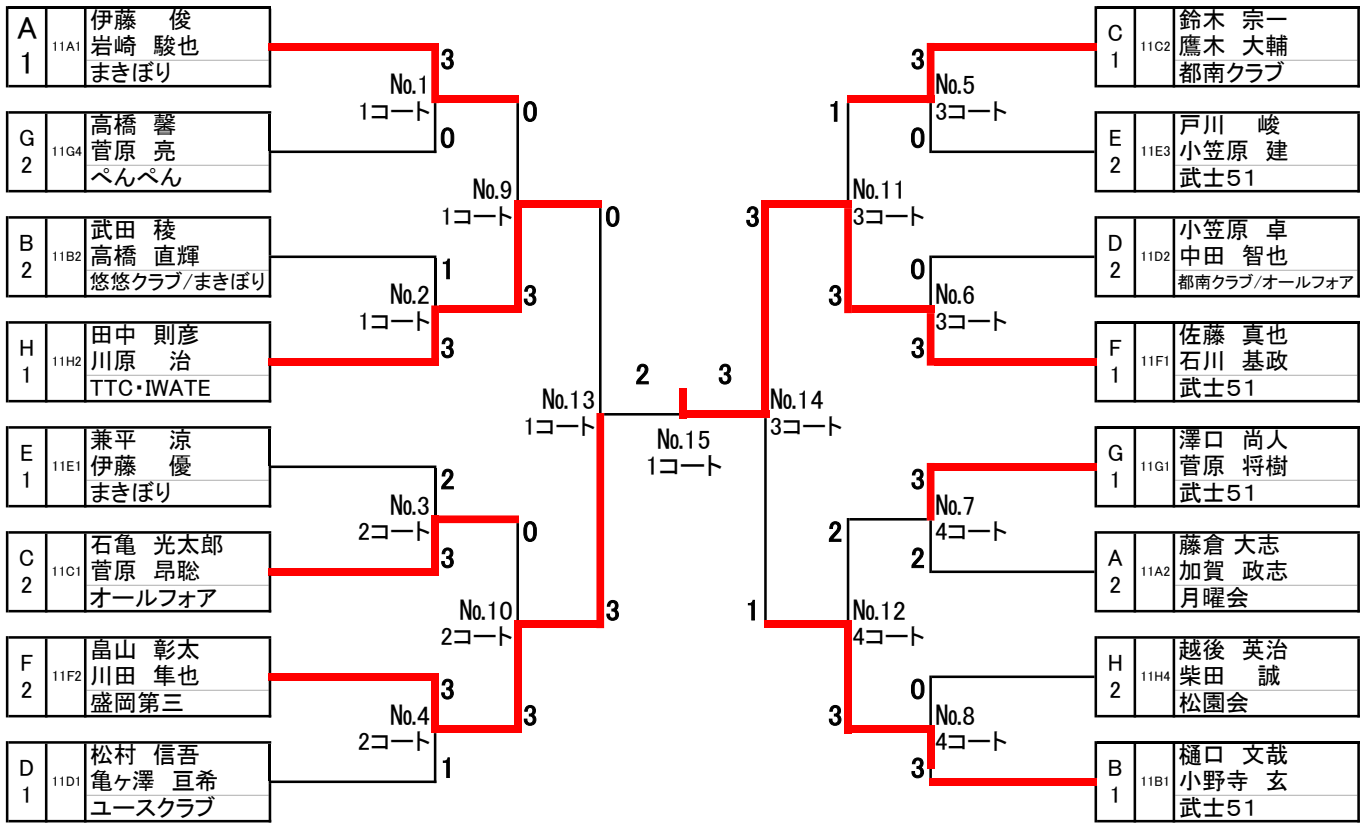 A
1
11A1
伊藤 俊
岩崎 駿也
まきぼり
G
2
11G4
高橋 馨
菅原 亮
ぺんぺん
B
2
11B2
武田 稜
高橋 直輝
悠悠クラブ/まきぼり
H
1
11H2
田中 則彦
川原 治
TTC・IWATE
E
1
11E1
兼平 涼
伊藤 優
まきぼり
C
2
11C1
石亀 光太郎
菅原 昂聡
オールフォア
F
2
11F2
畠山 彰太
川田 隼也
盛岡第三
D
1
11D1
松村 信吾
亀ヶ澤 亘希
ユースクラブ
3
No.1
1コート
0
0
No.9
1コート
0
1
No.2
1コート
3
3
No.13
1コート
2
No.3
2コート
3
0
No.10
2コート
3
3
No.4
2コート
3
1
2
3
No.15
1コート
3
No.5
3コート
1
0
No.11
3コート
3
0
No.6
3コート
3
3
No.14
3コート
3
No.7
4コート
2
2
No.12
4コート
1
0
No.8
4コート
3
3
C
1
11C2
鈴木 宗一
鷹木 大輔
都南クラブ
E
2
11E3
戸川 峻
小笠原 建
武士51
D
2
11D2
小笠原 卓
中田 智也
都南クラブ/オールフォア
F
1
11F1
佐藤 真也
石川 基政
武士51
G
1
11G1
澤口 尚人
菅原 将樹
武士51
A
2
11A2
藤倉 大志
加賀 政志
月曜会
H
2
11H4
越後 英治
柴田 誠
松園会
B
1
11B1
樋口 文哉
小野寺 玄
武士51